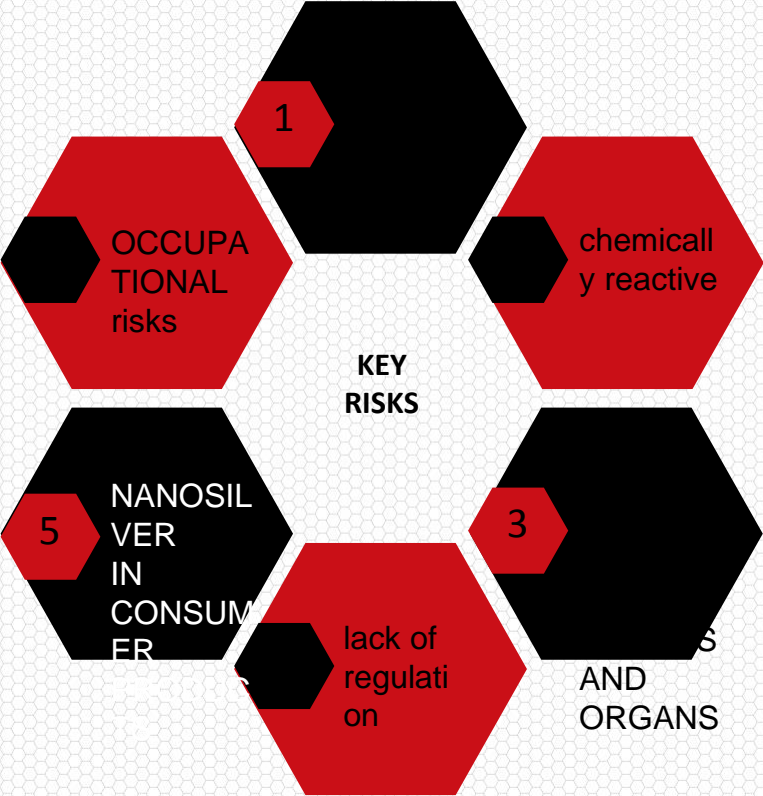 1
OCCUPA
TIONAL
risks
chemicall
y reactive
KEY
RISKS
NANOSIL
VER
IN
CONSUM
ER
5
3
AND
ORGANS
lack of
regulati
on